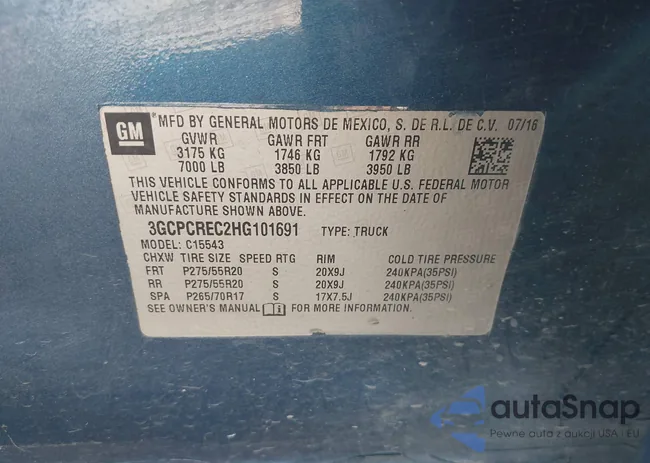 GM
MFD BY GENERAL MOTORS DE MEXICO, S. DE R.L. DE C.V. 07/16
GVWR GAWR FRT GAWR RR
3175 KG 1746 KG 1792 KG
7000 LB 3850 LB 3950 LB
THIS VEHICLE CONFORMS TO ALL APPLICABLE U.S. FEDERAL MOTOR
VEHICLE SAFETY STANDARDS IN EFFECT ON THE DATE OF
MANUFACTURE SHOWN ABOVE.
3GCPCREC2HG101691 TYPE: TRUCK
MODEL: C15543
CHXW TIRE SIZE SPEED RTG RIM COLD TIRE PRESSURE
FRT P275/55R20 S 20X9J 240KPA(35PSI)
RR P275/55R20 S 20X9J 240KPA(35PSI)
SPA P265/70R17 S 17X7.5J 240KPA(35PSI)
SEE OWNER'S MANUAL FOR MORE INFORMATION.
autoSnap
Pewne auta z aukcji USA i EU